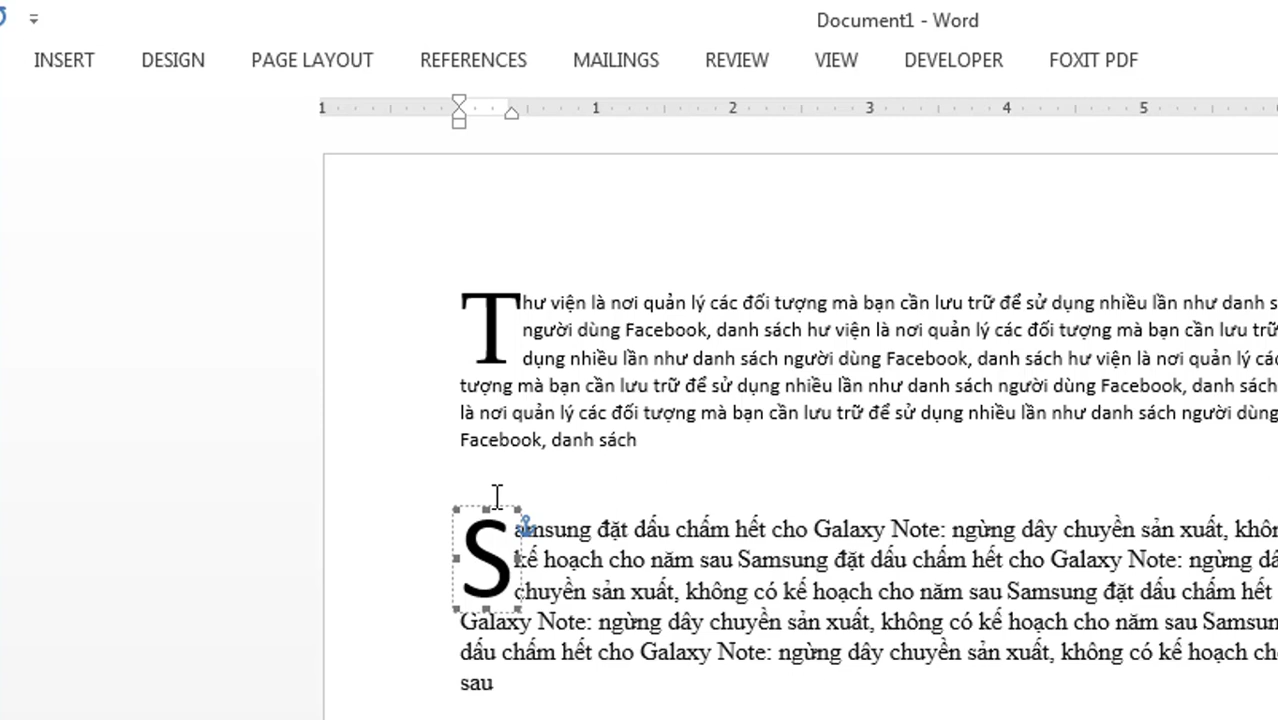 Document1 - Word
INSERT DESIGN PAGE LAYOUT REFERENCES MAILINGS REVIEW VIEW DEVELOPER FOXIT PDF
1 1 2 3 4 5
Thư viện là nơi quản lý các đối tượng mà bạn cần lưu trữ để sử dụng nhiều lần như danh s
người dùng Facebook, danh sách hư viện là nơi quản lý các đối tượng mà bạn cần lưu trữ
dụng nhiều lần như danh sách người dùng Facebook, danh sách hư viện là nơi quản lý các
tượng mà bạn cần lưu trữ để sử dụng nhiều lần như danh sách người dùng Facebook, danh sách
là nơi quản lý các đối tượng mà bạn cần lưu trữ để sử dụng nhiều lần như danh sách người dùng
Facebook, danh sách
Samsung đặt dấu chấm hết cho Galaxy Note: ngừng dây chuyền sản xuất, khôn
kế hoạch cho năm sau Samsung đặt dấu chấm hết cho Galaxy Note: ngừng dâ
chuyền sản xuất, không có kế hoạch cho năm sau Samsung đặt dấu chấm hết
Galaxy Note: ngừng dây chuyền sản xuất, không có kế hoạch cho năm sau Samsun
dấu chấm hết cho Galaxy Note: ngừng dây chuyền sản xuất, không có kế hoạch ch
sau